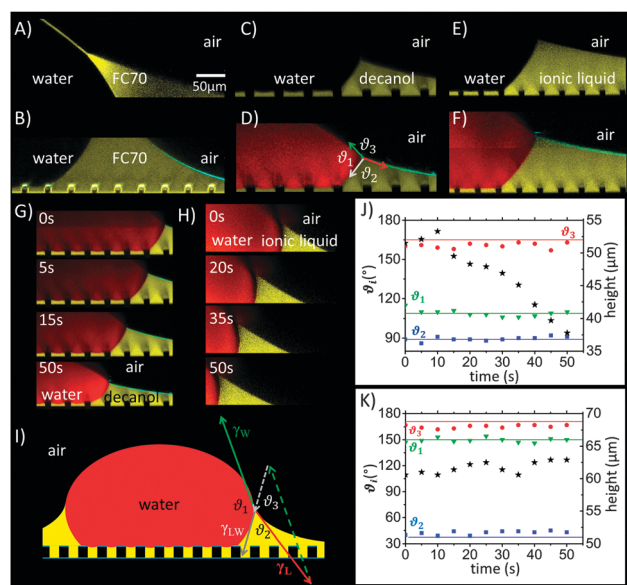 A)
air
water
FC70
50μm
B)
water
FC70
air
C)
air
water
decanol
D)
ϑ3
ϑ1
ϑ2
E)
air
water
ionic liquid
F)
G)
0s
5s
15s
air
50s
water
decanol
H)
0s
air
water
ionic liquid
20s
35s
50s
I)
air
water
γW
ϑ1
ϑ3
ϑ2
γLW
γL
J)
180
150
120
90
ϑi(°)
ϑ3
ϑ1
ϑ2
55
50
45
40
35
height (μm)
0 10 20 30 40 50
time (s)
K)
180
150
120
90
60
30
ϑi(°)
ϑ3
ϑ1
ϑ2
70
65
60
55
50
height (μm)
0 10 20 30 40 50
time (s)